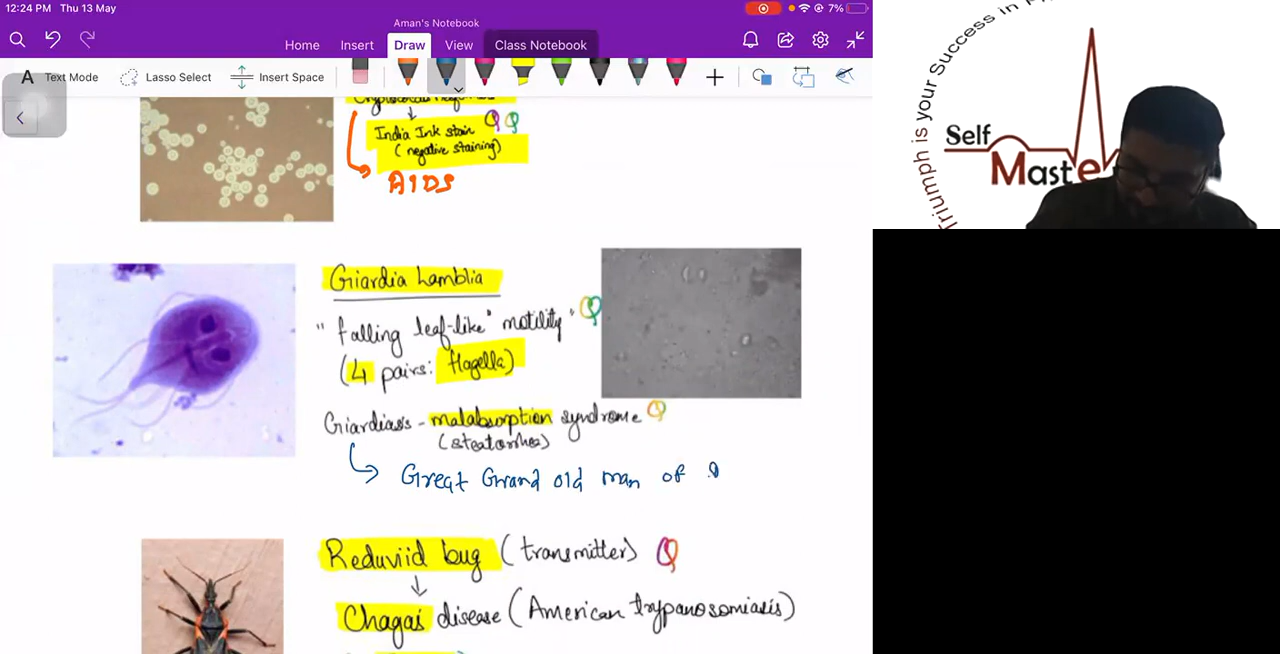 12:24 PM Thu 13 May
7%
Aman's Notebook
Home Insert Draw View Class Notebook
A Text Mode Lasso Select Insert Space
India Ink stain
(negative staining)
AIDS
Giardia Lamblia
"falling leaf-like" motility"
(4 pairs: flagella)
Giardiasis - malabsorption syndrome
(steatorrhea)
Great Grand old man of
Reduviid bug (transmitter)
Chagas disease (American trypanosomiasis)
Triumph is your Success in
Self
Maste